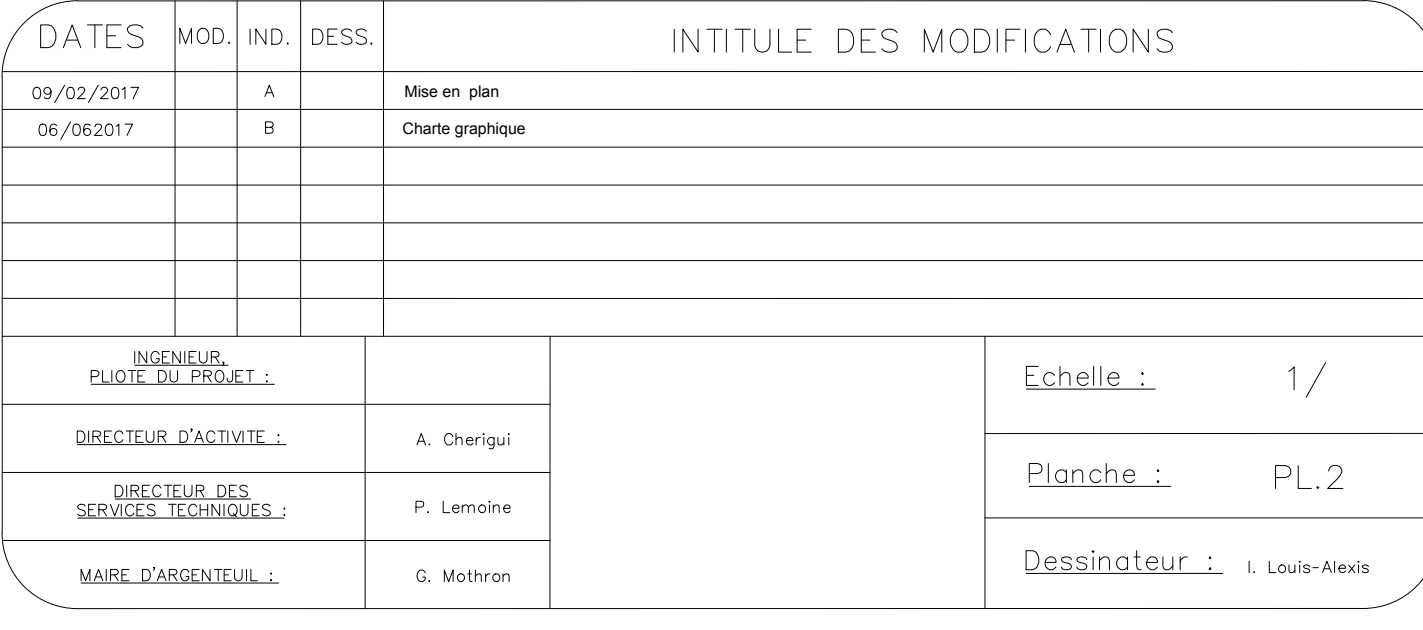 DATES MOD. IND. DESS. INTITULE DES MODIFICATIONS
09/02/2017 A Mise en plan
06/062017 B Charte graphique
INGENIEUR,
PLIOTE DU PROJET :
Echelle : 1/
DIRECTEUR D'ACTIVITE : A. Cherigui
Planche : PL.2
DIRECTEUR DES
SERVICES TECHNIQUES : P. Lemoine
Dessinateur : I. Louis-Alexis
MAIRE D'ARGENTEUIL : G. Mothron